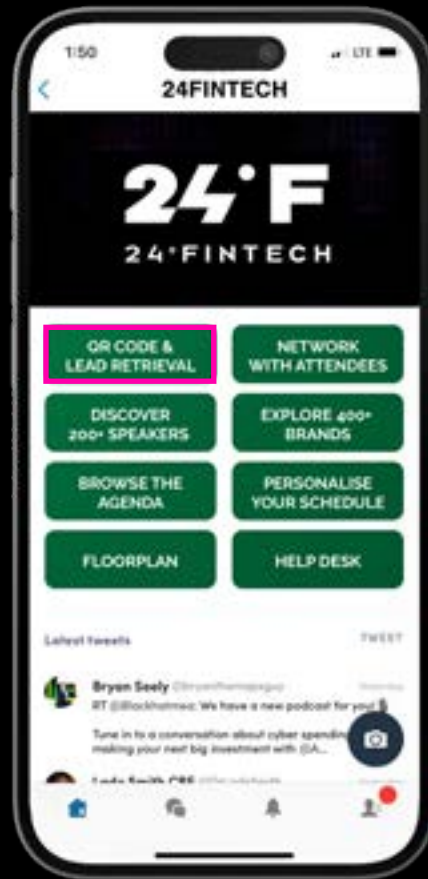 1:50
LTE
24FINTECH
24°F
24°FINTECH
QR CODE &
LEAD RETRIEVAL
NETWORK
WITH ATTENDEES
DISCOVER
200+ SPEAKERS
EXPLORE 400+
BRANDS
BROWSE THE
AGENDA
PERSONALISE
YOUR SCHEDULE
FLOORPLAN
HELP DESK
Latest tweets
TWEET
Bryan Seely
Yesterday
RT @Blackhatmea: We have a new podcast for you!
Tune in to a conversation about cyber spending
making your next big investment with @A...